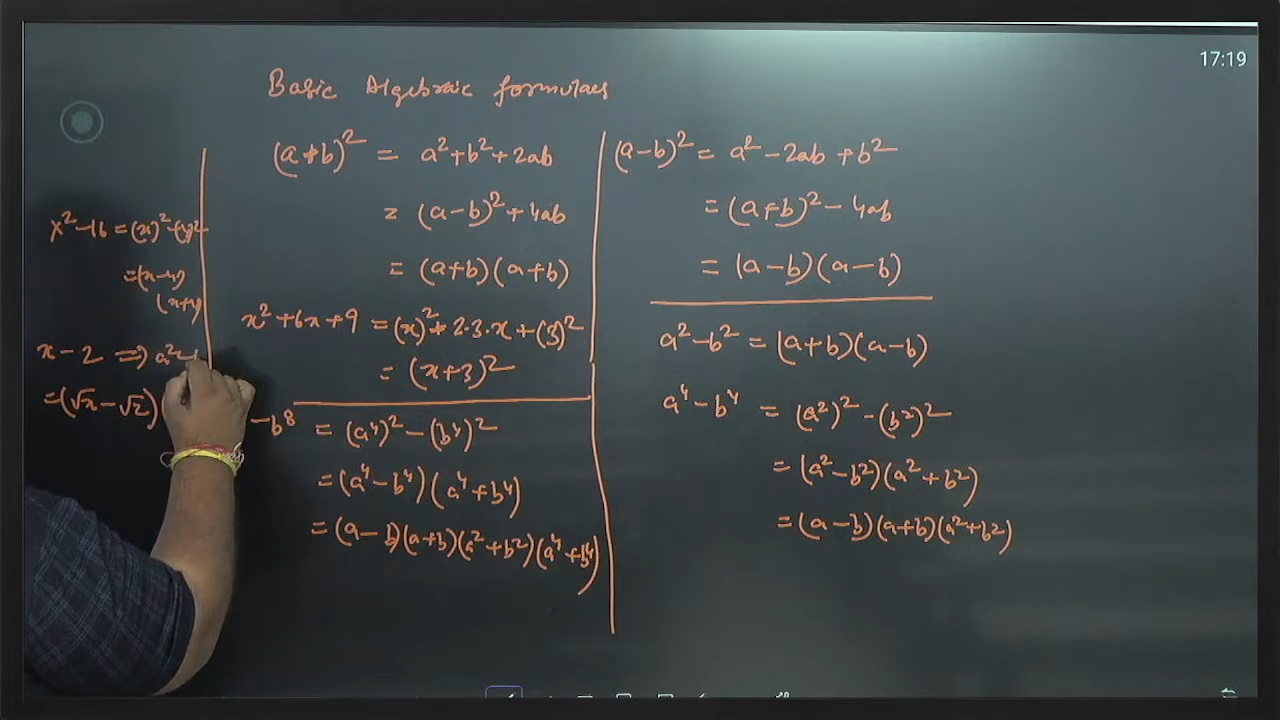 17:19
Basic Algebraic formulaes
(a+b)² = a²+b²+2ab
= (a-b)²+4ab
= (a+b)(a+b)
x²+6x+9 = (x)²+2·3·x+(3)²
= (x+3)²
-b⁸ = (a⁴)²-(b⁴)²
= (a⁴-b⁴)(a⁴+b⁴)
= (a-b)(a+b)(a²+b²)(a⁴+b⁴)
(a-b)² = a²-2ab+b²
= (a+b)²-4ab
= (a-b)(a-b)
a²-b² = (a+b)(a-b)
a⁴-b⁴ = (a²)²-(b²)²
= (a²-b²)(a²+b²)
= (a-b)(a+b)(a²+b²)
x²-16 = (x)²-(4)²
= (x-4)
(x+4)
x-2 ⇒ a²-
= (√x-√2)(